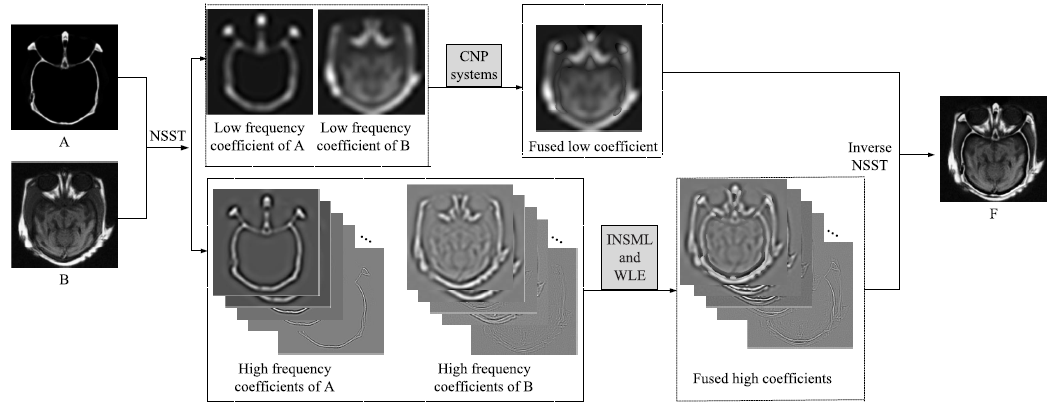 A
B
NSST
Low frequency
coefficient of A
Low frequency
coefficient of B
CNP
systems
Fused low coefficient
High frequency
coefficients of A
...
High frequency
coefficients of B
...
INSML
and
WLE
Fused high coefficients
...
Inverse
NSST
F